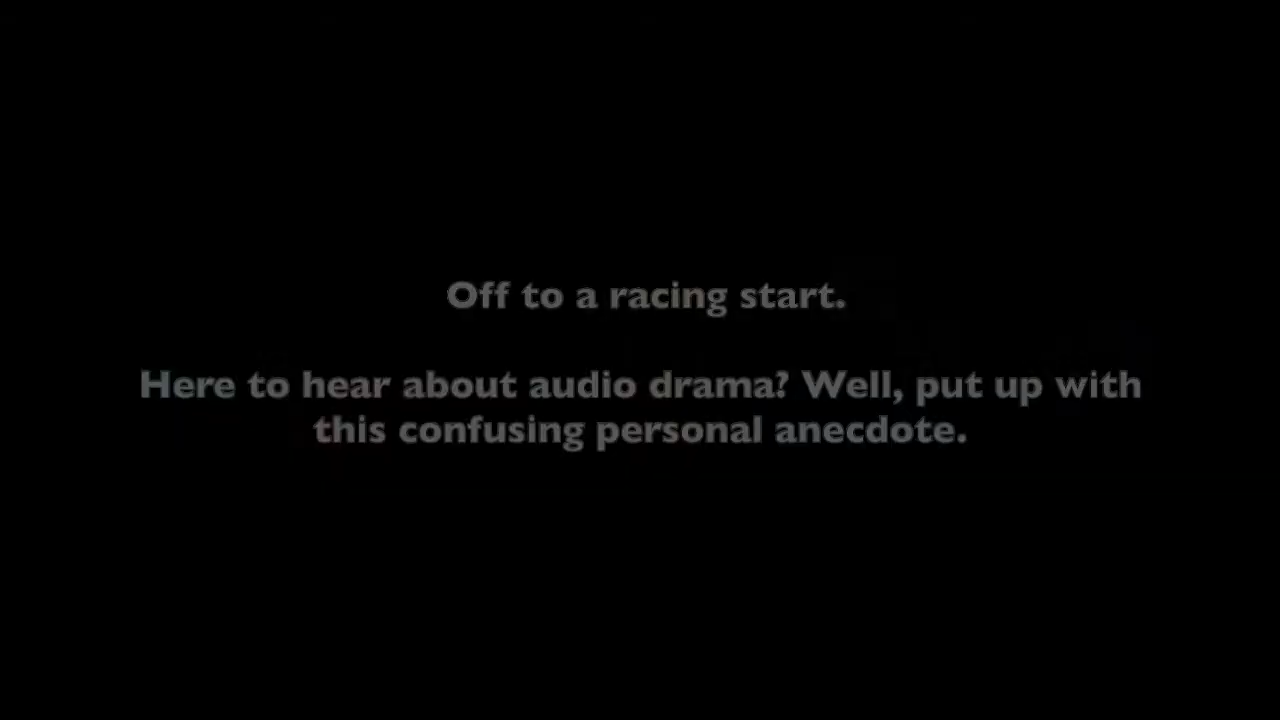 Off to a racing start.
Here to hear about audio drama? Well, put up with
this confusing personal anecdote.